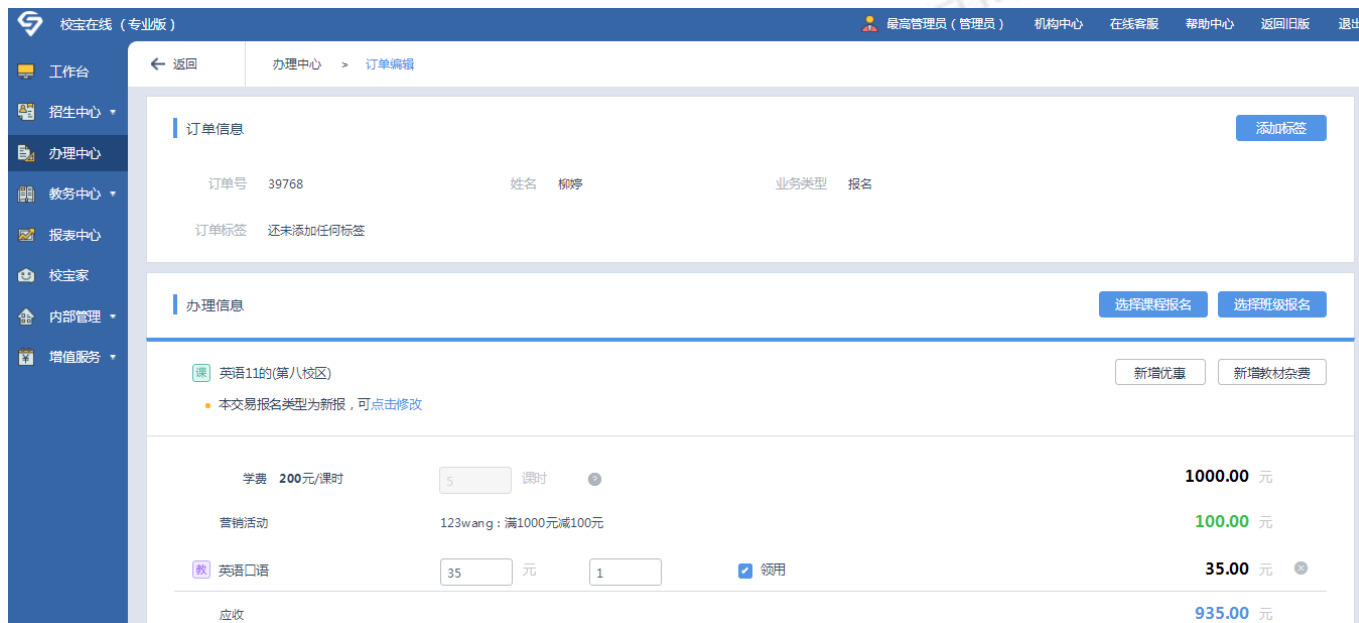 校宝在线（专业版）
最高管理员（管理员） 机构中心 在线客服 帮助中心 返回旧版 退出
工作台
招生中心
办理中心
教务中心
报表中心
校宝家
内部管理
增值服务
返回 办理中心 > 订单编辑
订单信息 添加标签
订单号 39768 姓名 柳婷 业务类型 报名
订单标签 还未添加任何标签
办理信息 选择课程报名 选择班级报名
课 英语11的(第八校区) 新增优惠 新增教材杂费
本交易报名类型为新报，可点击修改
学费 200元/课时 5 课时 ? 1000.00 元
营销活动 123wang：满1000元减100元 100.00 元
教 英语口语 35 元 1 领用 35.00 元
应收 935.00 元